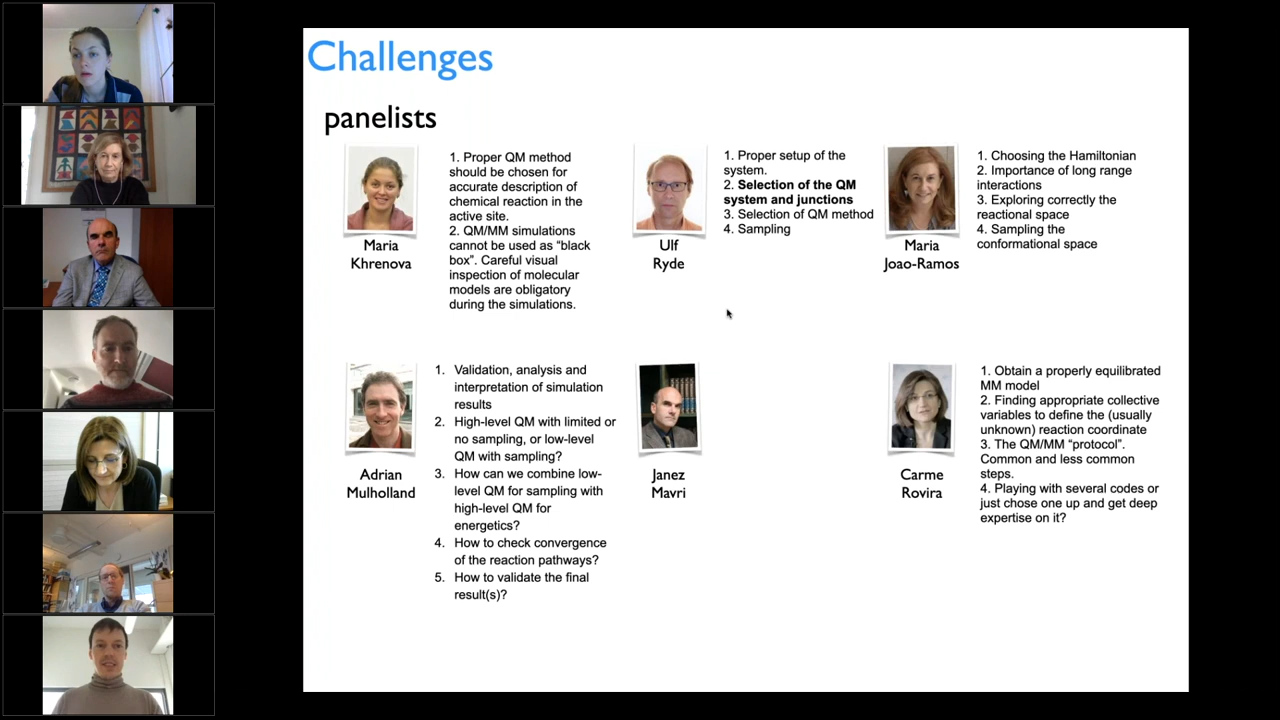 Challenges
panelists
1. Proper QM method
should be chosen for
accurate description of
chemical reaction in the
active site.
2. QM/MM simulations
cannot be used as “black
box”. Careful visual
inspection of molecular
models are obligatory
during the simulations.
Maria
Khrenova
1. Proper setup of the
system.
2. Selection of the QM
system and junctions
3. Selection of QM method
4. Sampling
Ulf
Ryde
1. Choosing the Hamiltonian
2. Importance of long range
interactions
3. Exploring correctly the
reactional space
4. Sampling the
conformational space
Maria
Joao-Ramos
1. Validation, analysis and
interpretation of simulation
results
2. High-level QM with limited or
no sampling, or low-level
QM with sampling?
3. How can we combine low-
level QM for sampling with
high-level QM for
energetics?
4. How to check convergence
of the reaction pathways?
5. How to validate the final
result(s)?
Adrian
Mulholland
Janez
Mavri
1. Obtain a properly equilibrated
MM model
2. Finding appropriate collective
variables to define the (usually
unknown) reaction coordinate
3. The QM/MM “protocol”.
Common and less common
steps.
4. Playing with several codes or
just chose one up and get deep
expertise on it?
Carme
Rovira